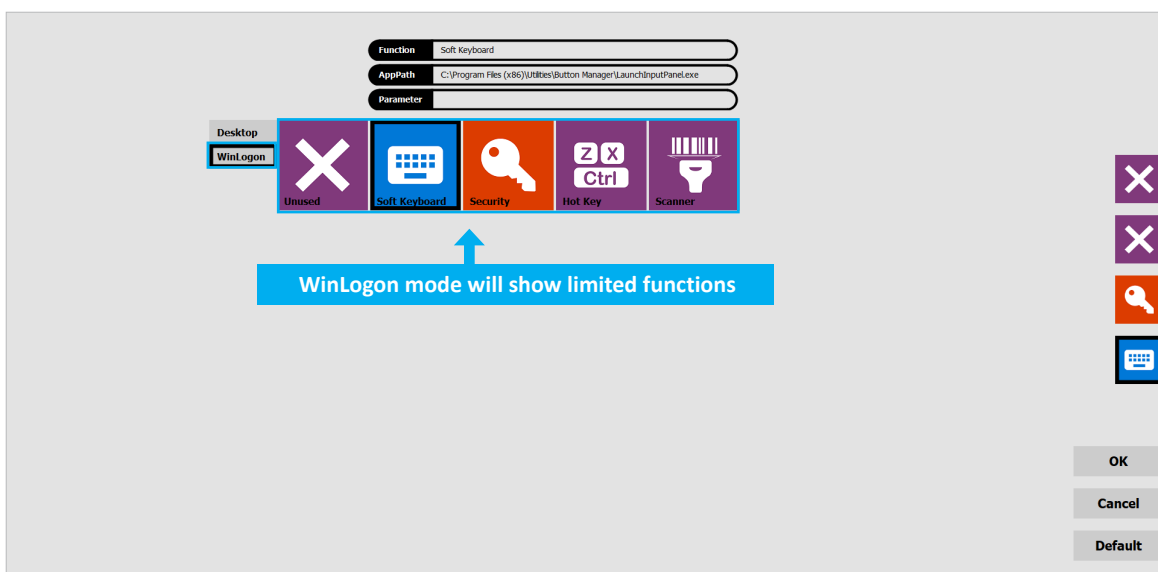 Function Soft Keyboard
AppPath C:\Program Files (x86)\Utilities\Button Manager\LaunchInputPanel.exe
Parameter
Desktop
WinLogon
Z X
Ctrl
Unused Soft Keyboard Security Hot Key Scanner
WinLogon mode will show limited functions
OK
Cancel
Default